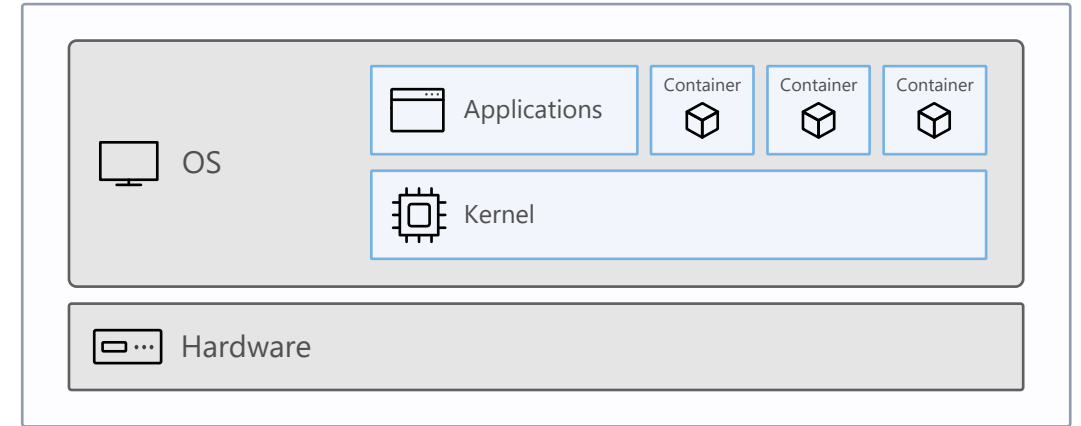 OS
Applications
Container
Container
Container
Kernel
Hardware